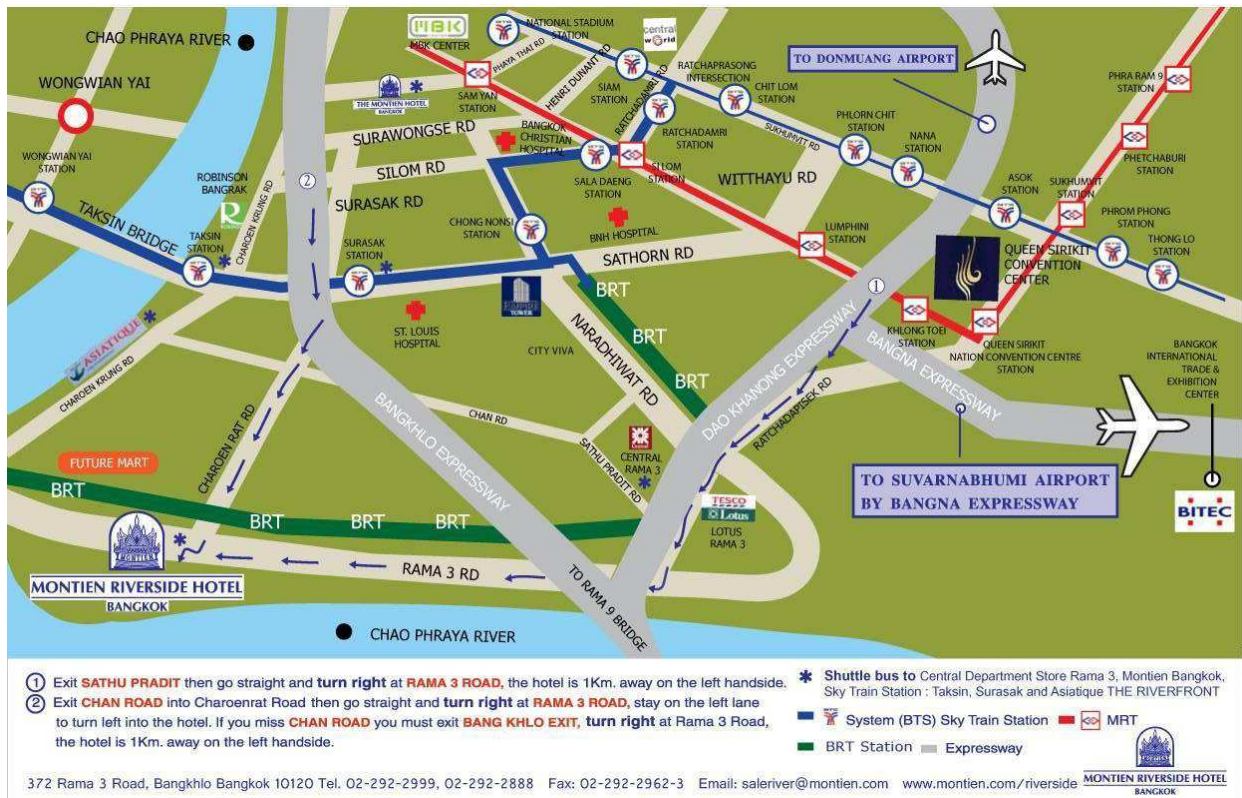 MBK
MBK CENTER
NATIONAL STADIUM
STATION
central
world
CHAO PHRAYA RIVER
PHAYA THAI RD
HENRI DUNANT RD
RATCHAPRASONG
INTERSECTION
TO DONMUANG AIRPORT
PHRA RAM 9
STATION
WONGWIAN YAI
THE MONTIEN HOTEL
BANGKOK
SAM YAN
STATION
SIAM
STATION
RATCHADAMRI RD
CHIT LOM
STATION
PHLORN CHIT
STATION
SURAWONGSE RD
BANGKOK
CHRISTIAN
HOSPITAL
RATCHADAMRI
STATION
SUKHUMVIT RD
NANA
STATION
PHETCHABURI
STATION
WONGWIAN YAI
STATION
ROBINSON
BANGRAK
2
SILOM RD
SALA DAENG
STATION
SI LOM
STATION
WITTHAYU RD
ASOK
STATION
SUKHUMVIT
STATION
TAKSIN BRIDGE
CHAROEN KRUNG RD
SURASAK RD
CHONG NONSI
STATION
BNH HOSPITAL
LUMPHINI
STATION
PHROM PHONG
STATION
TAKSIN
STATION
SURASAK
STATION
SATHORN RD
QUEEN SIRIKIT
CONVENTION
CENTER
THONG LO
STATION
EMPIRE
TOWER
BRT
1
ASIATIQUE
ST. LOUIS
HOSPITAL
CITY VIVA
NARADHIWAT RD
BRT
KHLONG TOEI
STATION
QUEEN SIRIKIT
NATION CONVENTION CENTRE
STATION
BANGKOK
INTERNATIONAL
TRADE &
EXHIBITION
CENTER
CHAROEN KRUNG RD
BANGKHLO EXPRESSWAY
BRT
DAO KHANONG EXPRESSWAY
BANGNA EXPRESSWAY
CHAROEN RAT RD
CHAN RD
RATCHADAPISEK RD
FUTURE MART
SATHU PRADIT RD
CENTRAL
RAMA 3
TO SUVARNABHUMI AIRPORT
BY BANGNA EXPRESSWAY
BRT
TESCO
Lotus
LOTUS
RAMA 3
BITEC
BRT
BRT
BRT
MONTIEN
MONTIEN RIVERSIDE HOTEL
BANGKOK
RAMA 3 RD
TO RAMA 9 BRIDGE
CHAO PHRAYA RIVER
1 Exit SATHU PRADIT then go straight and turn right at RAMA 3 ROAD, the hotel is 1Km. away on the left handside.
2 Exit CHAN ROAD into Charoenrat Road then go straight and turn right at RAMA 3 ROAD, stay on the left lane
to turn left into the hotel. If you miss CHAN ROAD you must exit BANG KHLO EXIT, turn right at Rama 3 Road,
the hotel is 1Km. away on the left handside.
* Shuttle bus to Central Department Store Rama 3, Montien Bangkok,
Sky Train Station : Taksin, Surasak and Asiatique THE RIVERFRONT
System (BTS) Sky Train Station MRT
BRT Station Expressway
372 Rama 3 Road, Bangkhlo Bangkok 10120 Tel. 02-292-2999, 02-292-2888 Fax: 02-292-2962-3 Email: saleriver@montien.com www.montien.com/riverside
MONTIEN RIVERSIDE HOTEL
BANGKOK